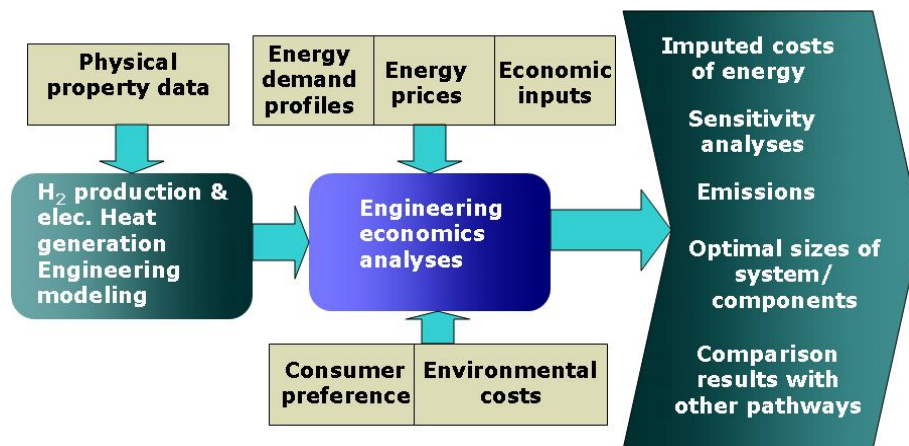 Physical
property data
Energy
demand
profiles
Energy
prices
Economic
inputs
H₂ production &
elec. Heat
generation
Engineering
modeling
Engineering
economics
analyses
Consumer
preference
Environmental
costs
Imputed costs
of energy
Sensitivity
analyses
Emissions
Optimal sizes of
system/
components
Comparison
results with
other pathways